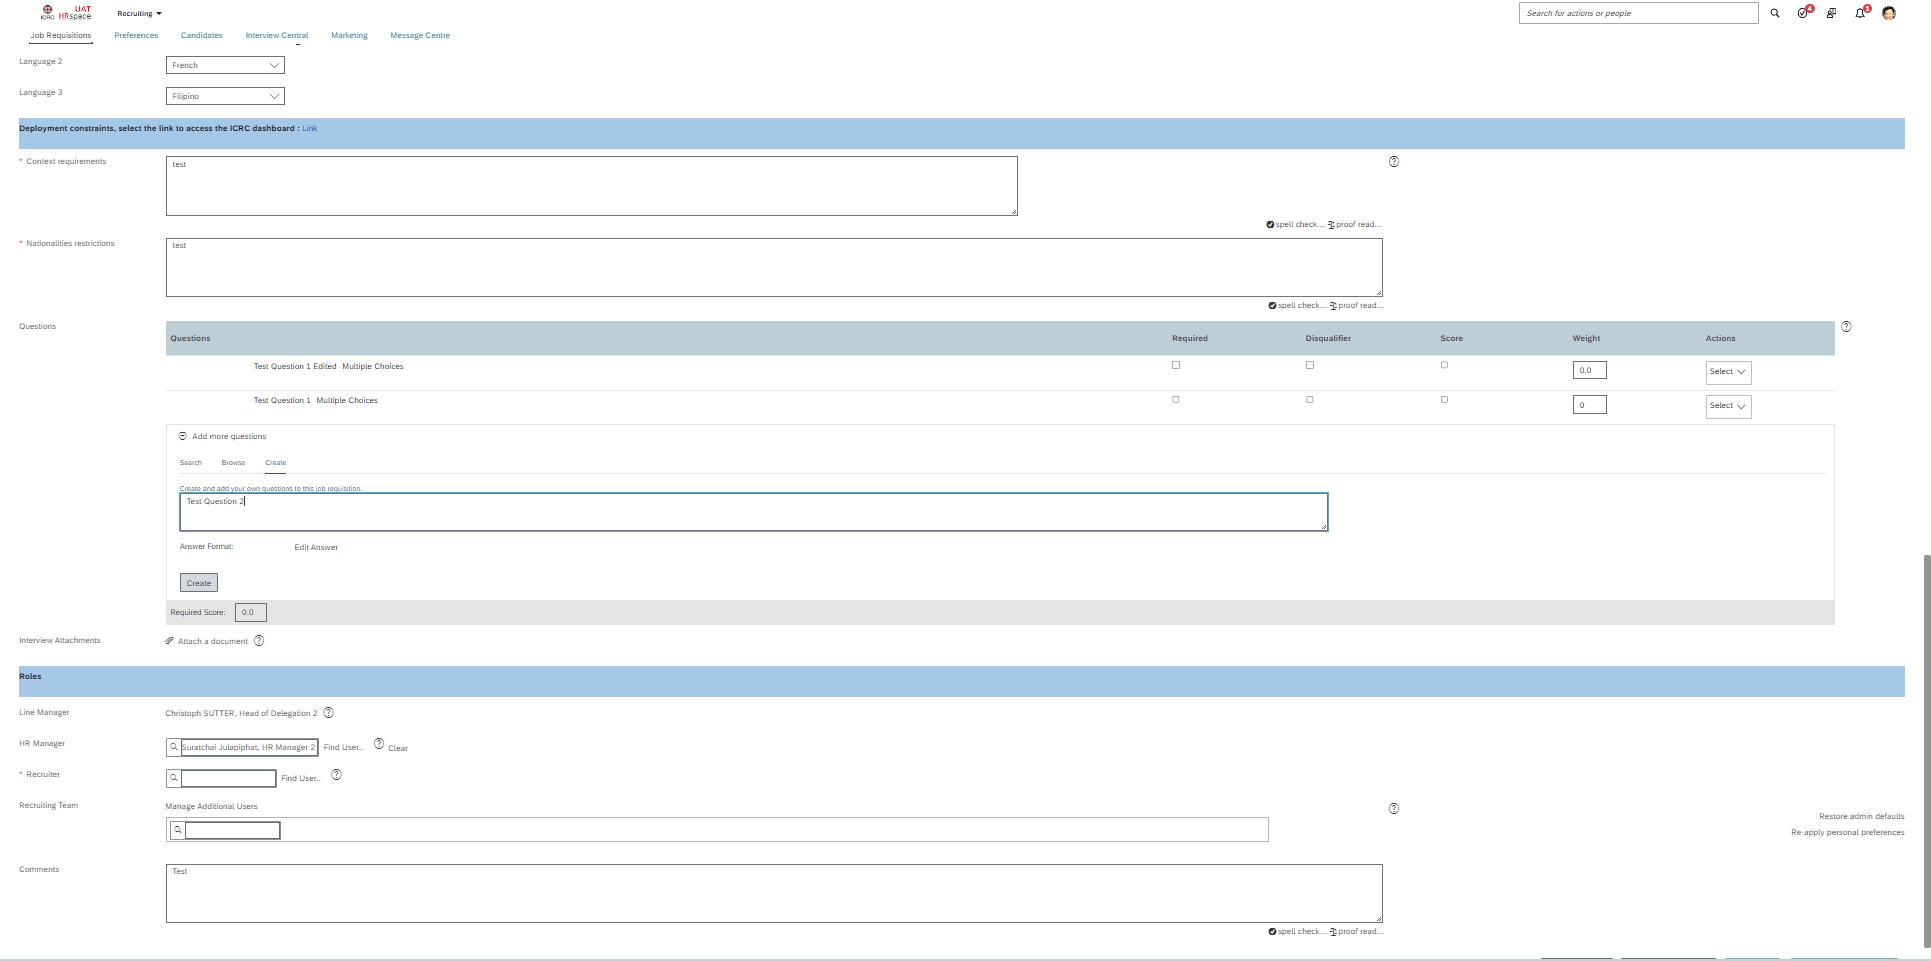 UAT
ICRC HRspace
Recruiting
Search for actions or people
4
1
Job Requisitions
Preferences
Candidates
Interview Central
Marketing
Message Centre
Language 2
French
Language 3
Filipino
Deployment constraints, select the link to access the ICRC dashboard : Link
* Context requirements
test
spell check... proof read...
* Nationalities restrictions
test
spell check... proof read...
Questions
Questions
Required
Disqualifier
Score
Weight
Actions
Test Question 1 Edited Multiple Choices
0.0
Select
Test Question 1 Multiple Choices
0
Select
Add more questions
Search
Browse
Create
Create and add your own questions to this job requisition.
Test Question 2
Answer Format:
Edit Answer
Create
Required Score:
0.0
Interview Attachments
Attach a document
Roles
Line Manager
Christoph SUTTER, Head of Delegation 2
HR Manager
Suratchai Julapiphat, HR Manager 2
Find User..
Clear
* Recruiter
Find User..
Recruiting Team
Manage Additional Users
Restore admin defaults
Re-apply personal preferences
Comments
Test
spell check... proof read...